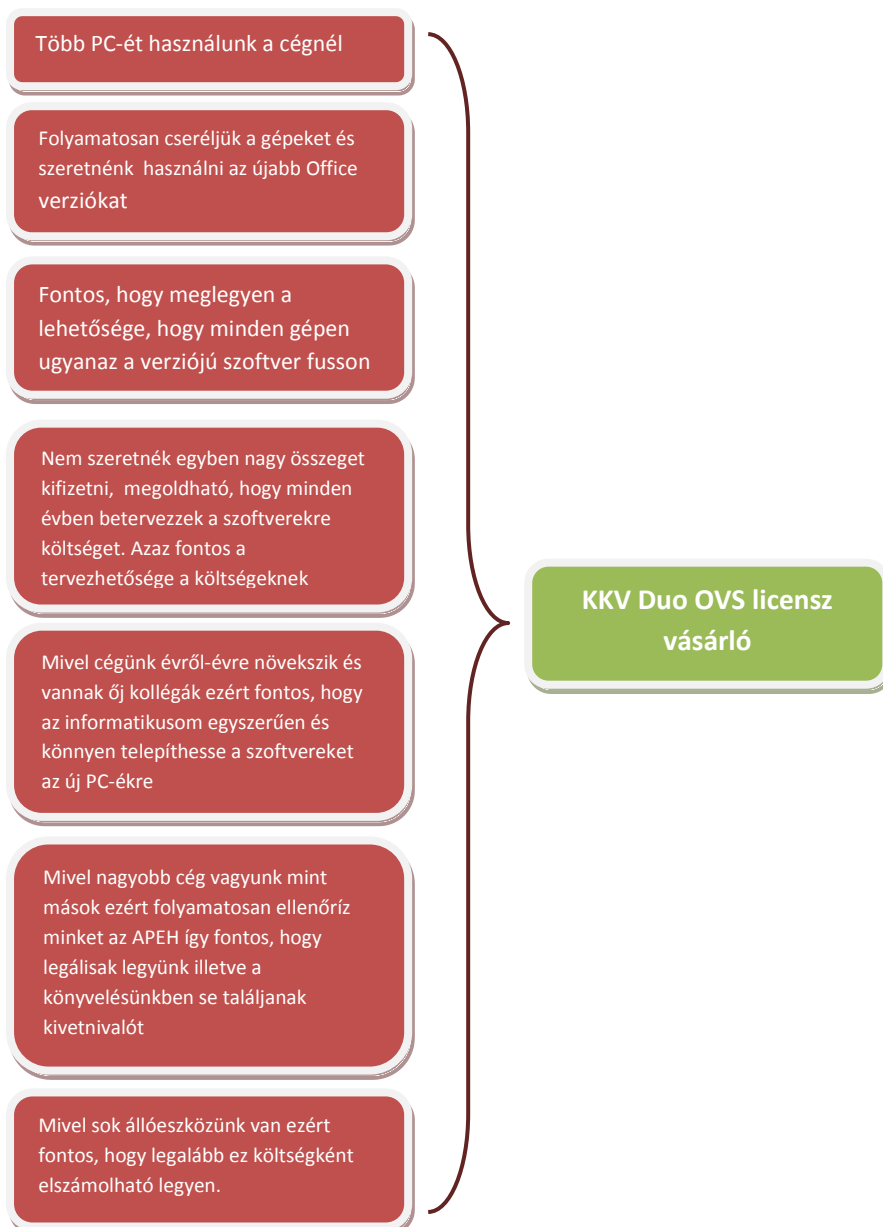 Több PC-ét használunk a cégnél
Folyamatosan cseréljük a gépeket és
szeretnénk használni az újabb Office
verziókat
Fontos, hogy meglegyen a
lehetősége, hogy minden gépen
ugyanaz a verziójú szoftver fusson
Nem szeretnék egyben nagy összeget
kifizetni, megoldható, hogy minden
évben betervezzek a szoftverekre
költséget. Azaz fontos a
tervezhetősége a költségeknek
KKV Duo OVS licensz
vásárló
Mivel cégünk évről-évre növekszik és
vannak őj kollégák ezért fontos, hogy
az informatikusom egyszerűen és
könnyen telepíthesse a szoftvereket
az új PC-ékre
Mivel nagyobb cég vagyunk mint
mások ezért folyamatosan ellenőríz
minket az APEH így fontos, hogy
legálisak legyünk illetve a
könyvelésünkben se találjanak
kivetnivalót
Mivel sok állóeszközünk van ezért
fontos, hogy legalább ez költségként
elszámolható legyen.